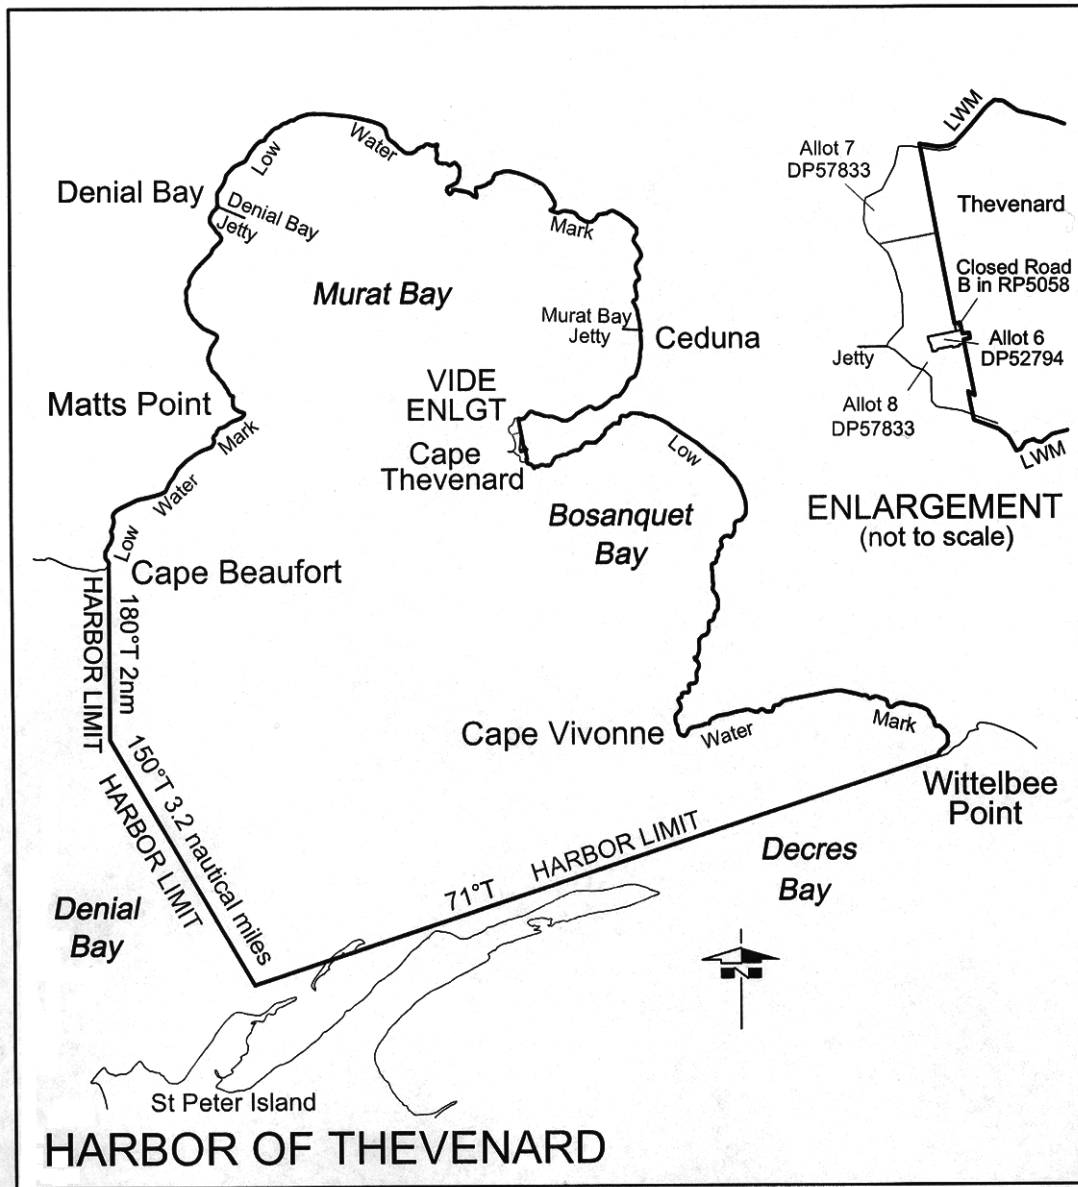 Low
Water
Mark
Denial Bay
Denial Bay
Jetty
Murat Bay
Murat Bay
Jetty
Ceduna
Matts Point
Mark
Water
Low
VIDE
ENLGT
Cape
Thevenard
Low
Bosanquet
Bay
Cape Beaufort
HARBOR LIMIT
180°T 2nm
150°T 3.2 nautical miles
HARBOR LIMIT
Cape Vivonne
Water
Mark
Wittelbee
Point
71°T HARBOR LIMIT
Decres
Bay
Denial
Bay
N
St Peter Island
HARBOR OF THEVENARD
LWM
Allot 7
DP57833
Thevenard
Closed Road
B in RP5058
Allot 6
DP52794
Jetty
Allot 8
DP57833
LWM
ENLARGEMENT
(not to scale)